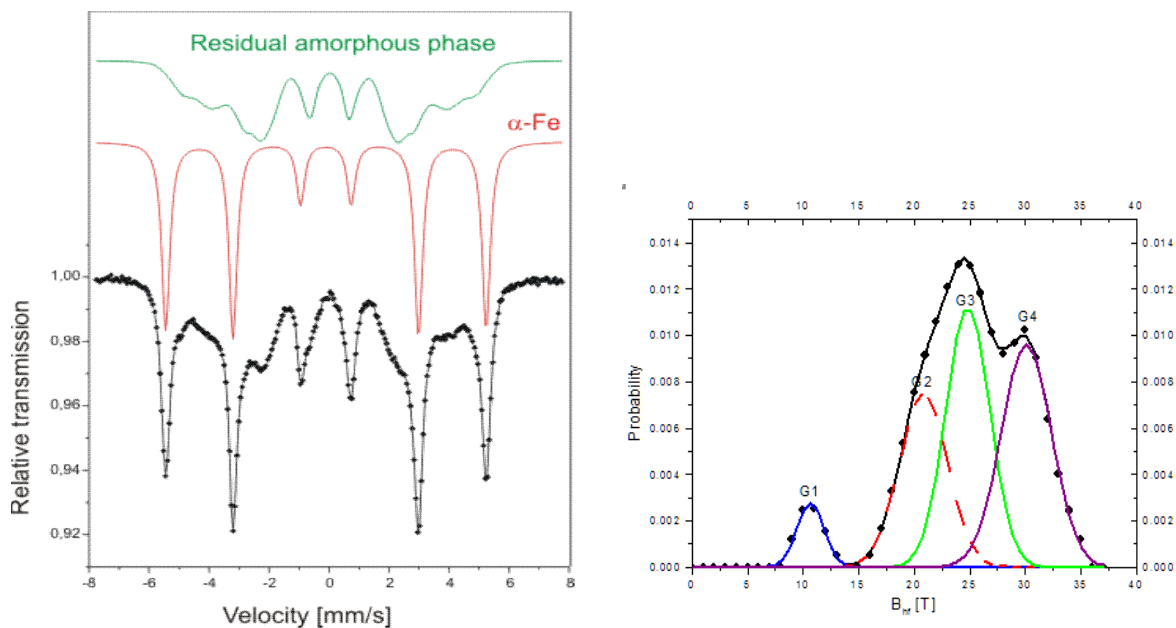 Residual amorphous phase
α-Fe
1,00
0,98
0,96
0,94
0,92
Relative transmission
-8 -6 -4 -2 0 2 4 6 8
Velocity [mm/s]
0 5 10 15 20 25 30 35 40
0.014 0.014
0.012 0.012
0.010 0.010
0.008 0.008
0.006 0.006
0.004 0.004
0.002 0.002
0.000 0.000
Probability
G3
G4
G2
G1
0 5 10 15 20 25 30 35 40
B_hf [T]